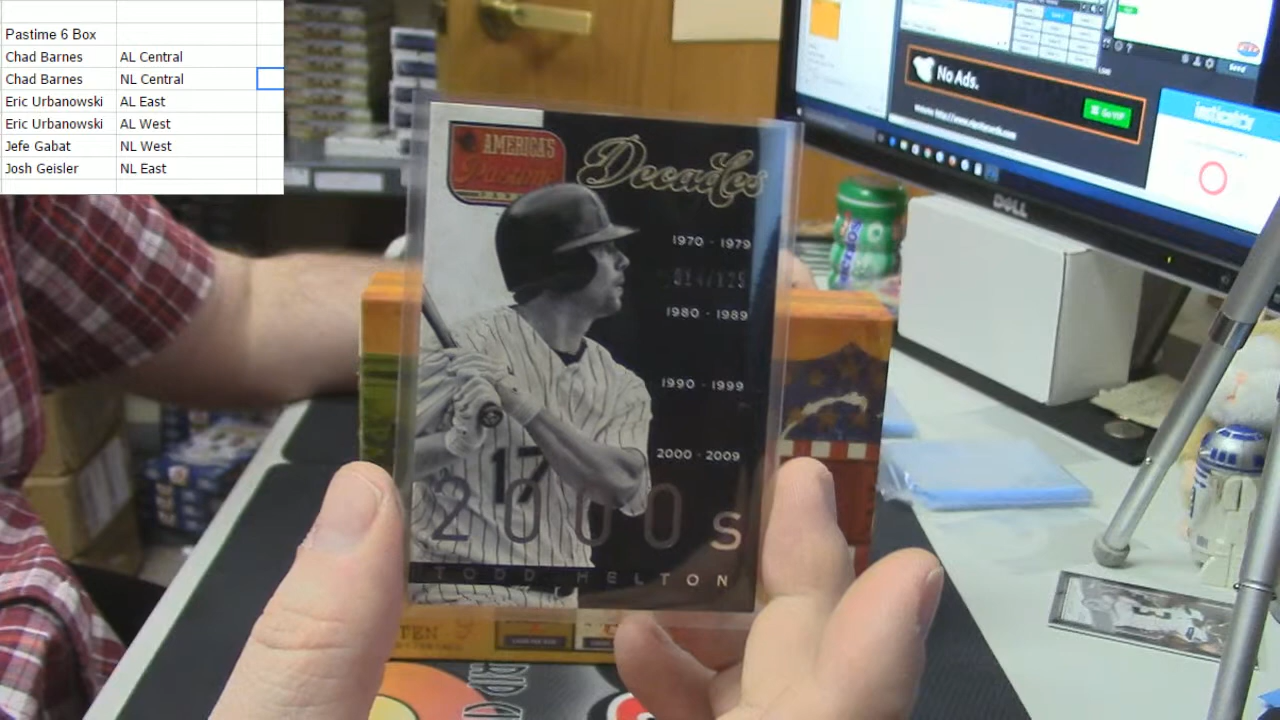 Pastime 6 Box
Chad Barnes AL Central
Chad Barnes NL Central
Eric Urbanowski AL East
Eric Urbanowski AL West
Jefe Gabat NL West
Josh Geisler NL East
AMERICA'S
Pastime
Decades
1970 - 1979
014/125
1980 - 1989
1990 - 1999
2000 - 2009
17
2000s
TODD HELTON
No Ads.
Go VIP
DELL